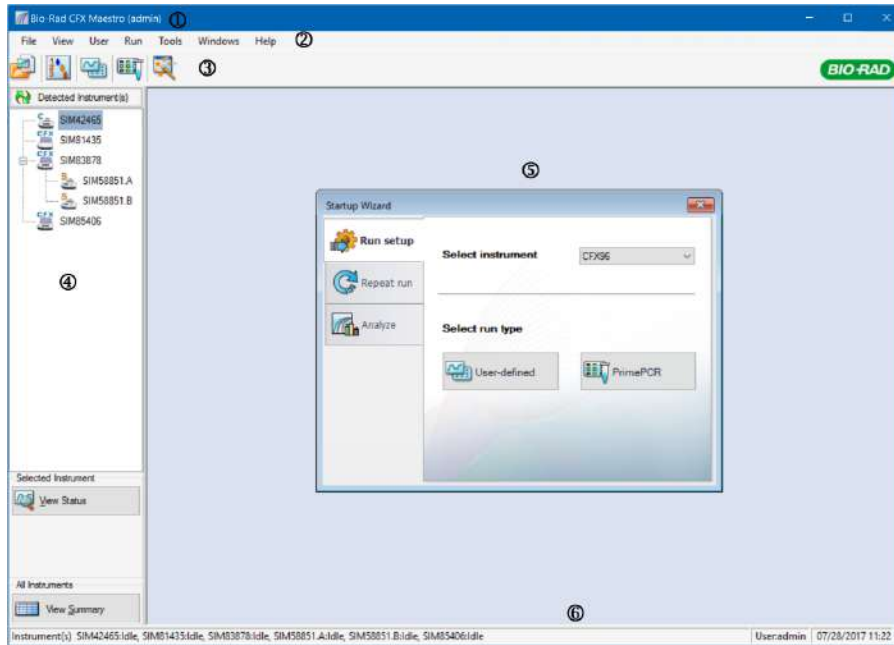 Bio-Rad CFX Maestro (admin) ①
File View User Run Tools Windows Help ②
③
BIO-RAD
Detected Instrument(s)
SIM42465
SIM81435
SIM83878
SIM58851.A
SIM58851.B
SIM85406
④
⑤
Startup Wizard
Run setup
Repeat run
Analyze
Select instrument CFX96
Select run type
User-defined PrimePCR
Selected Instrument
View Status
All Instruments
View Summary
⑥
Instrument(s) SIM42465:Idle, SIM81435:Idle, SIM83878:Idle, SIM58851.A:Idle, SIM58851.B:Idle, SIM85406:Idle User:admin 07/28/2017 11:22